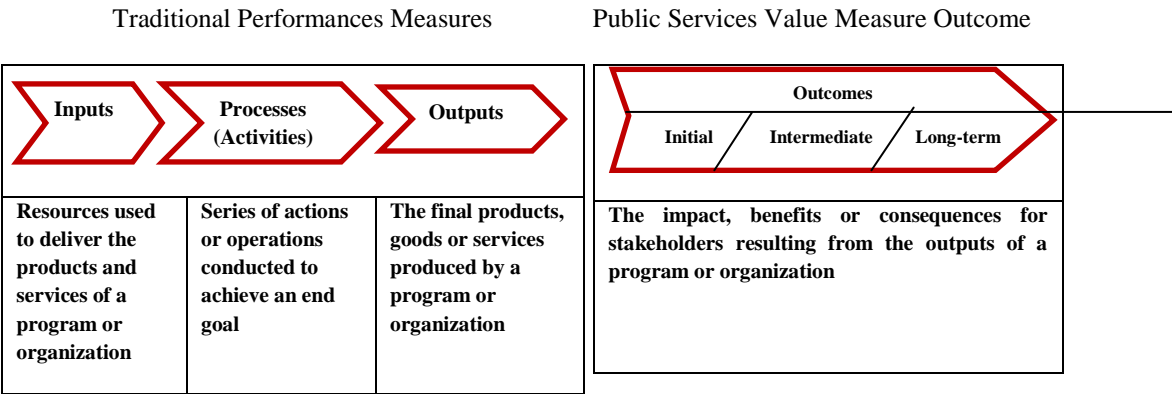 Traditional Performances Measures
Public Services Value Measure Outcome
Inputs
Processes
(Activities)
Outputs
Outcomes
Initial
Intermediate
Long-term
Resources used
to deliver the
products and
services of a
program or
organization
Series of actions
or operations
conducted to
achieve an end
goal
The final products,
goods or services
produced by a
program or
organization
The impact, benefits or consequences for
stakeholders resulting from the outputs of a
program or organization